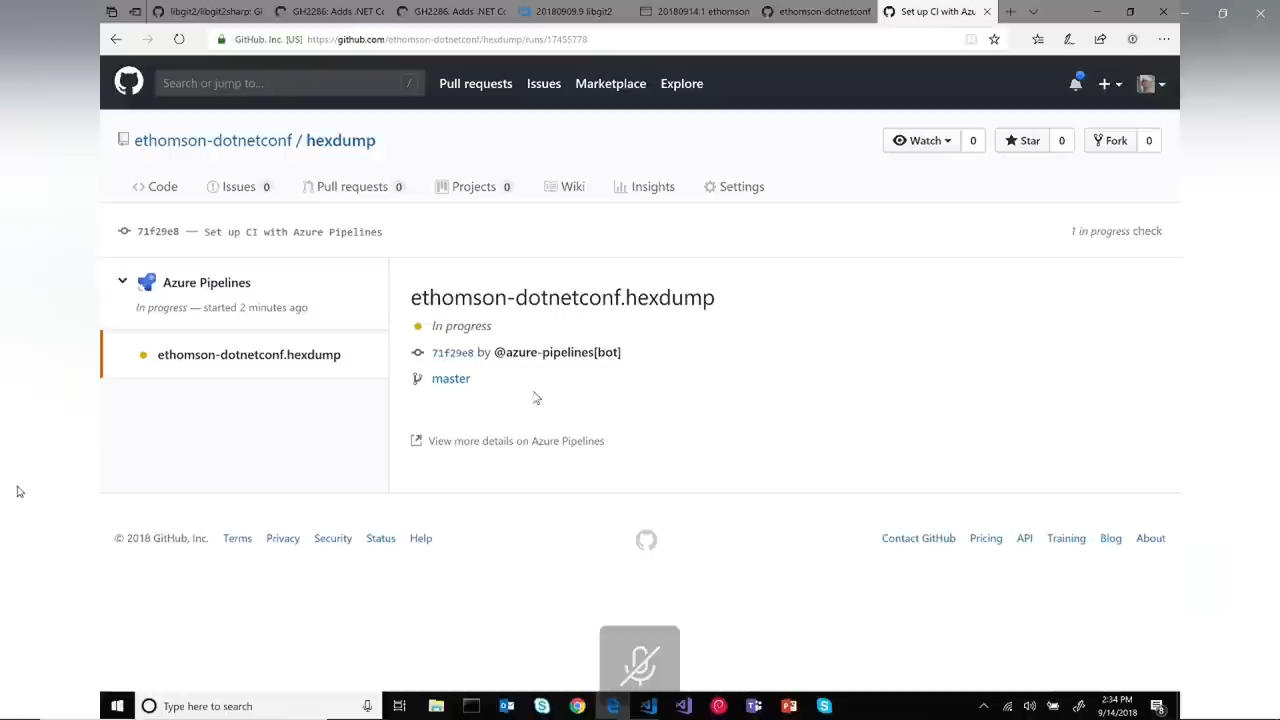 libgit2/libgit2sharp: Gi
GH2286: Adds .NET Cc
GH2286: Adds .NET Cc
20180909.9 libgit2
20180914.1 ethomson
ethomson-dotnetconf
Set up CI with Azu
GitHub, Inc. [US] https://github.com/ethomson-dotnetconf/hexdump/runs/17455778
Search or jump to...
/
Pull requests Issues Marketplace Explore
ethomson-dotnetconf / hexdump
Watch 0 Star 0 Fork 0
Code Issues 0 Pull requests 0 Projects 0 Wiki Insights Settings
71f29e8 — Set up CI with Azure Pipelines
1 in progress check
Azure Pipelines
In progress — started 2 minutes ago
ethomson-dotnetconf.hexdump
ethomson-dotnetconf.hexdump
In progress
71f29e8 by @azure-pipelines[bot]
master
View more details on Azure Pipelines
© 2018 GitHub, Inc. Terms Privacy Security Status Help
Contact GitHub Pricing API Training Blog About
Type here to search
2:34 PM
9/14/2018
8